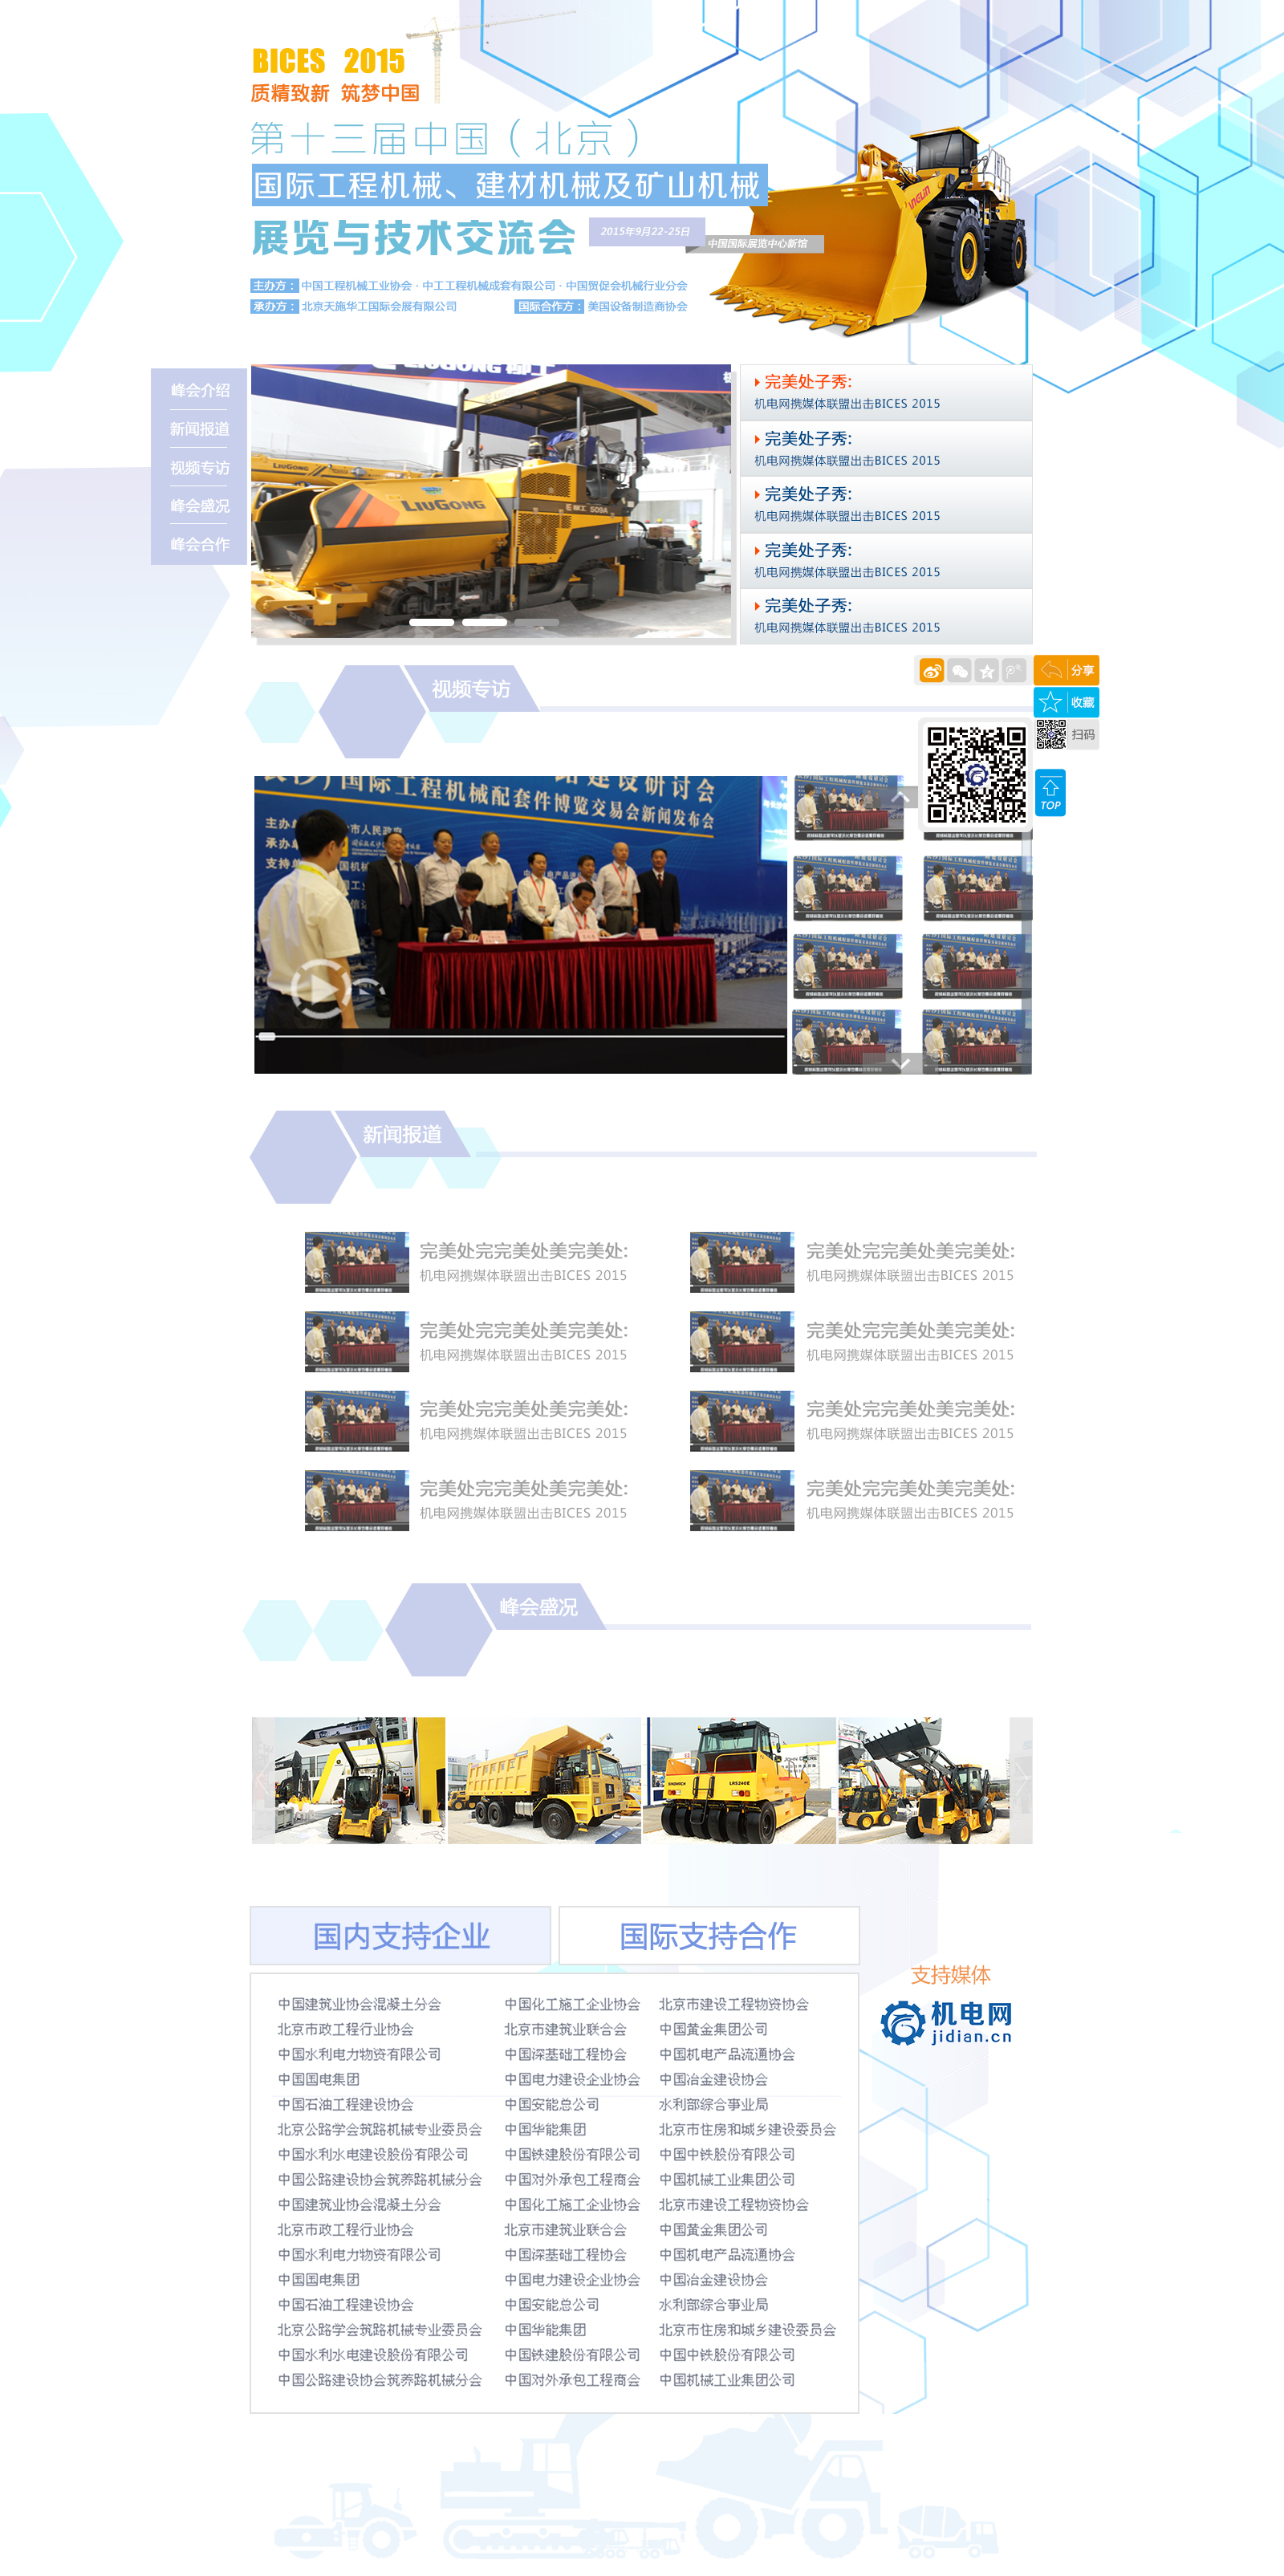 BICES 2015
质精致新 筑梦中国
第十三届中国（北京）
国际工程机械、建材机械及矿山机械
展览与技术交流会
2015年9月22-25日
中国国际展览中心新馆
主办方：中国工程机械工业协会 · 中工工程机械成套有限公司 · 中国贸促会机械行业分会
承办方：北京天施华工国际会展有限公司 国际合作方：美国设备制造商协会
峰会介绍
新闻报道
视频专访
峰会盛况
峰会合作
LIUGONG
LIUGONG
509A
完美处子秀:
机电网携媒体联盟出击BICES 2015
完美处子秀:
机电网携媒体联盟出击BICES 2015
完美处子秀:
机电网携媒体联盟出击BICES 2015
完美处子秀:
机电网携媒体联盟出击BICES 2015
完美处子秀:
机电网携媒体联盟出击BICES 2015
分享
收藏
扫码
TOP
视频专访
建设研讨会
国际工程机械配套件博览交易会新闻发布会
新闻报道
完美处完完美处美完美处:
机电网携媒体联盟出击BICES 2015
完美处完完美处美完美处:
机电网携媒体联盟出击BICES 2015
完美处完完美处美完美处:
机电网携媒体联盟出击BICES 2015
完美处完完美处美完美处:
机电网携媒体联盟出击BICES 2015
完美处完完美处美完美处:
机电网携媒体联盟出击BICES 2015
完美处完完美处美完美处:
机电网携媒体联盟出击BICES 2015
完美处完完美处美完美处:
机电网携媒体联盟出击BICES 2015
完美处完完美处美完美处:
机电网携媒体联盟出击BICES 2015
峰会盛况
国内支持企业
国际支持合作
中国建筑业协会混凝土分会 中国化工施工企业协会 北京市建设工程物资协会
北京市政工程行业协会 北京市建筑业联合会 中国黄金集团公司
中国水利电力物资有限公司 中国深基础工程协会 中国机电产品流通协会
中国国电集团 中国电力建设企业协会 中国冶金建设协会
中国石油工程建设协会 中国安能总公司 水利部综合事业局
北京公路学会筑路机械专业委员会 中国华能集团 北京市住房和城乡建设委员会
中国水利水电建设股份有限公司 中国铁建股份有限公司 中国中铁股份有限公司
中国公路建设协会筑养路机械分会 中国对外承包工程商会 中国机械工业集团公司
中国建筑业协会混凝土分会 中国化工施工企业协会 北京市建设工程物资协会
北京市政工程行业协会 北京市建筑业联合会 中国黄金集团公司
中国水利电力物资有限公司 中国深基础工程协会 中国机电产品流通协会
中国国电集团 中国电力建设企业协会 中国冶金建设协会
中国石油工程建设协会 中国安能总公司 水利部综合事业局
北京公路学会筑路机械专业委员会 中国华能集团 北京市住房和城乡建设委员会
中国水利水电建设股份有限公司 中国铁建股份有限公司 中国中铁股份有限公司
中国公路建设协会筑养路机械分会 中国对外承包工程商会 中国机械工业集团公司
支持媒体
机电网
jidian.cn